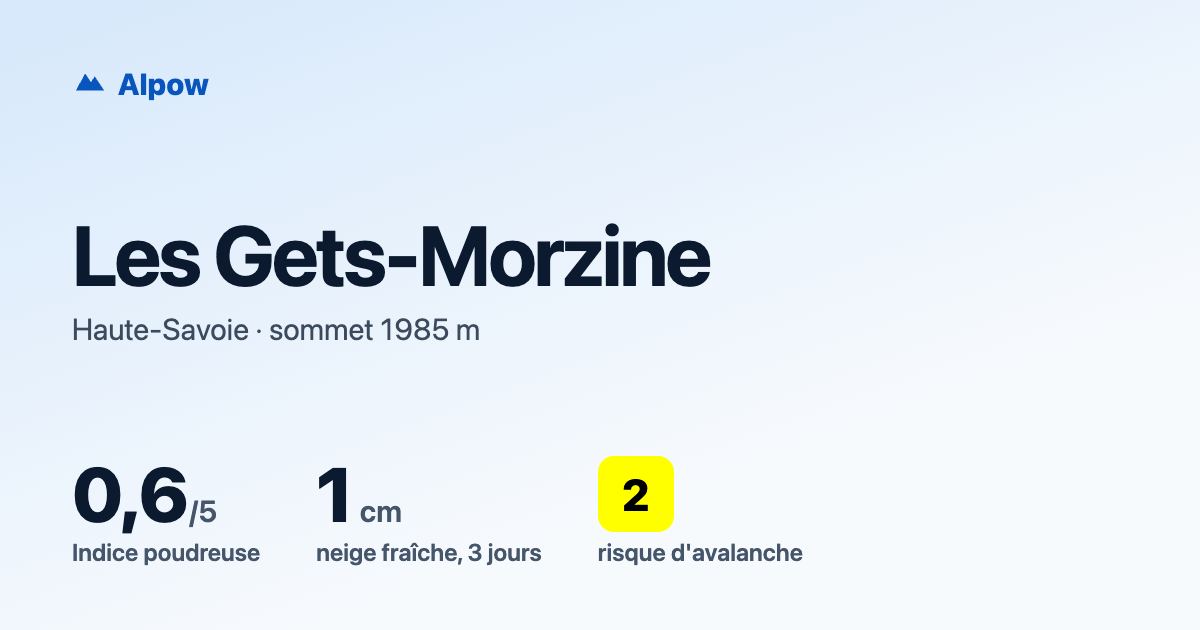 Alpow
Les Gets-Morzine
Haute-Savoie · sommet 1985 m
0,6/5
Indice poudreuse
1 cm
neige fraîche, 3 jours
2
risque d'avalanche